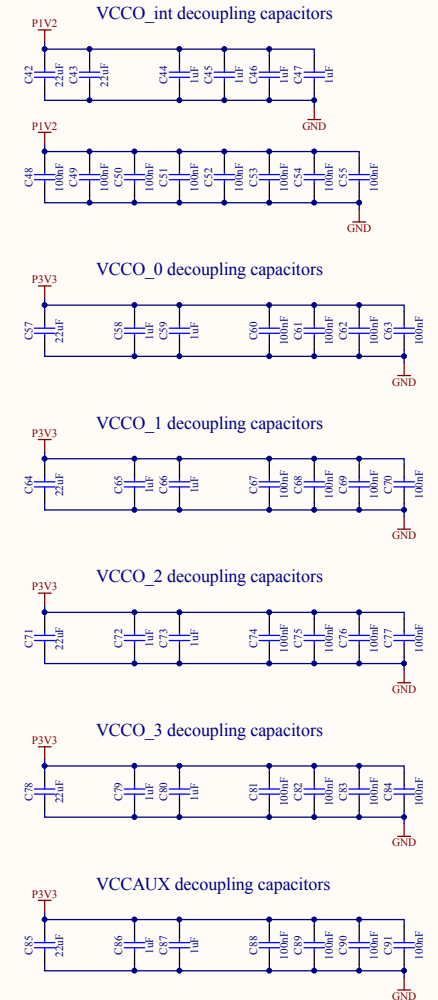 VCCO_int decoupling capacitors
P1V2
C42 22uF C43 22uF C44 1uF C45 1uF C46 1uF C47 1uF
GND
P1V2
C48 100nF C49 100nF C50 100nF C51 100nF C52 100nF C53 100nF C54 100nF C55 100nF
GND
VCCO_0 decoupling capacitors
P3V3
C57 22uF C58 1uF C59 1uF C60 100nF C61 100nF C62 100nF C63 100nF
GND
VCCO_1 decoupling capacitors
P3V3
C64 22uF C65 1uF C66 1uF C67 100nF C68 100nF C69 100nF C70 100nF
GND
VCCO_2 decoupling capacitors
P3V3
C71 22uF C72 1uF C73 1uF C74 100nF C75 100nF C76 100nF C77 100nF
GND
VCCO_3 decoupling capacitors
P3V3
C78 22uF C79 1uF C80 1uF C81 100nF C82 100nF C83 100nF C84 100nF
GND
VCCAUX decoupling capacitors
P3V3
C85 22uF C86 1uF C87 1uF C88 100nF C89 100nF C90 100nF C91 100nF
GND